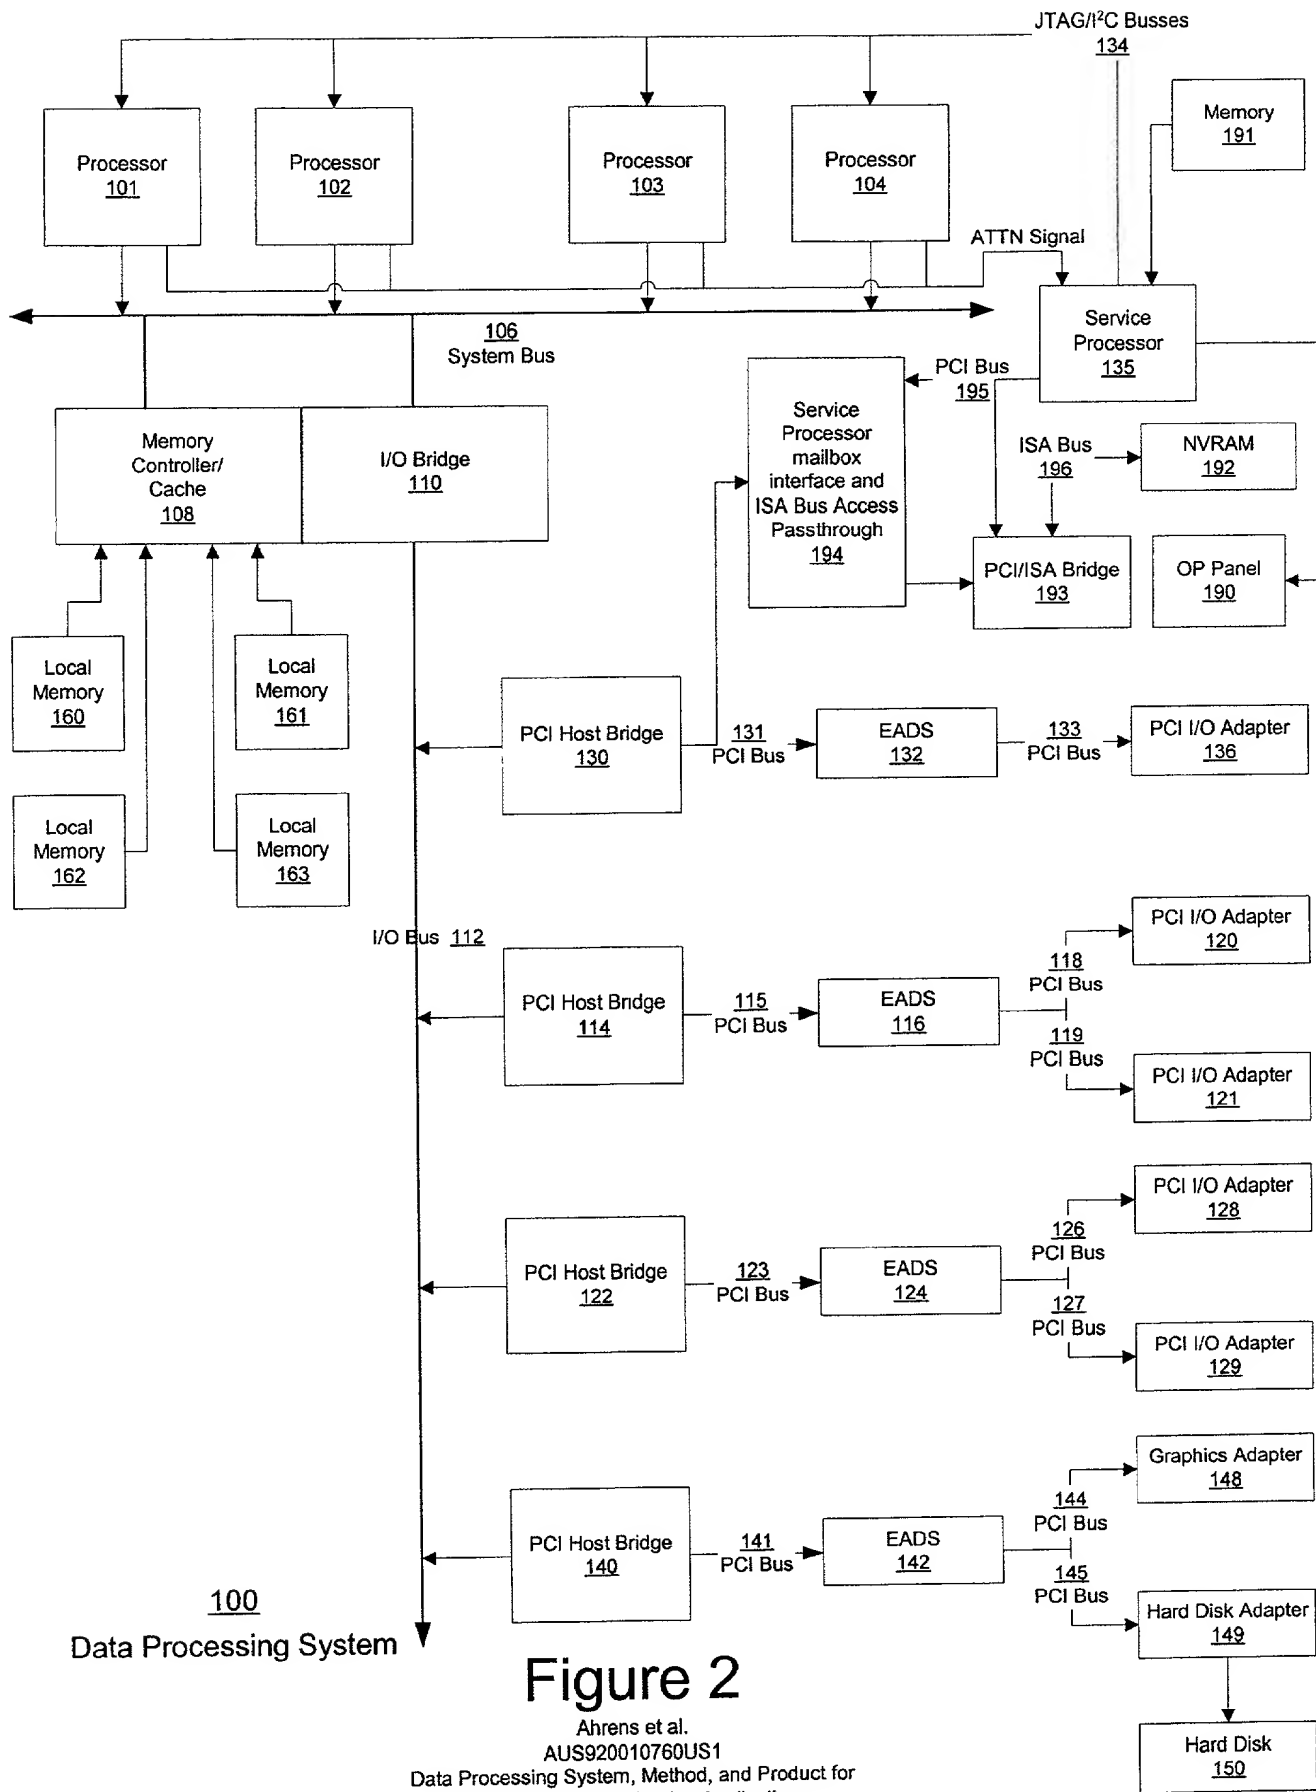 JTAG/I²C Busses
134
Processor
101
Processor
102
Processor
103
Processor
104
Memory
191
ATTN Signal
106
System Bus
Service
Processor
135
PCI Bus
195
Service
Processor
mailbox
interface and
ISA Bus Access
Passthrough
194
ISA Bus
196
NVRAM
192
Memory
Controller/
Cache
108
I/O Bridge
110
PCI/ISA Bridge
193
OP Panel
190
Local
Memory
160
Local
Memory
161
PCI Host Bridge
130
131
PCI Bus
EADS
132
133
PCI Bus
PCI I/O Adapter
136
Local
Memory
162
Local
Memory
163
I/O Bus 112
PCI Host Bridge
114
115
PCI Bus
EADS
116
118
PCI Bus
119
PCI Bus
PCI I/O Adapter
120
PCI I/O Adapter
121
PCI Host Bridge
122
123
PCI Bus
EADS
124
126
PCI Bus
127
PCI Bus
PCI I/O Adapter
128
PCI I/O Adapter
129
PCI Host Bridge
140
141
PCI Bus
EADS
142
144
PCI Bus
145
PCI Bus
Graphics Adapter
148
Hard Disk Adapter
149
Hard Disk
150
100
Data Processing System
Figure 2
Ahrens et al.
AUS920010760US1
Data Processing System, Method, and Product for